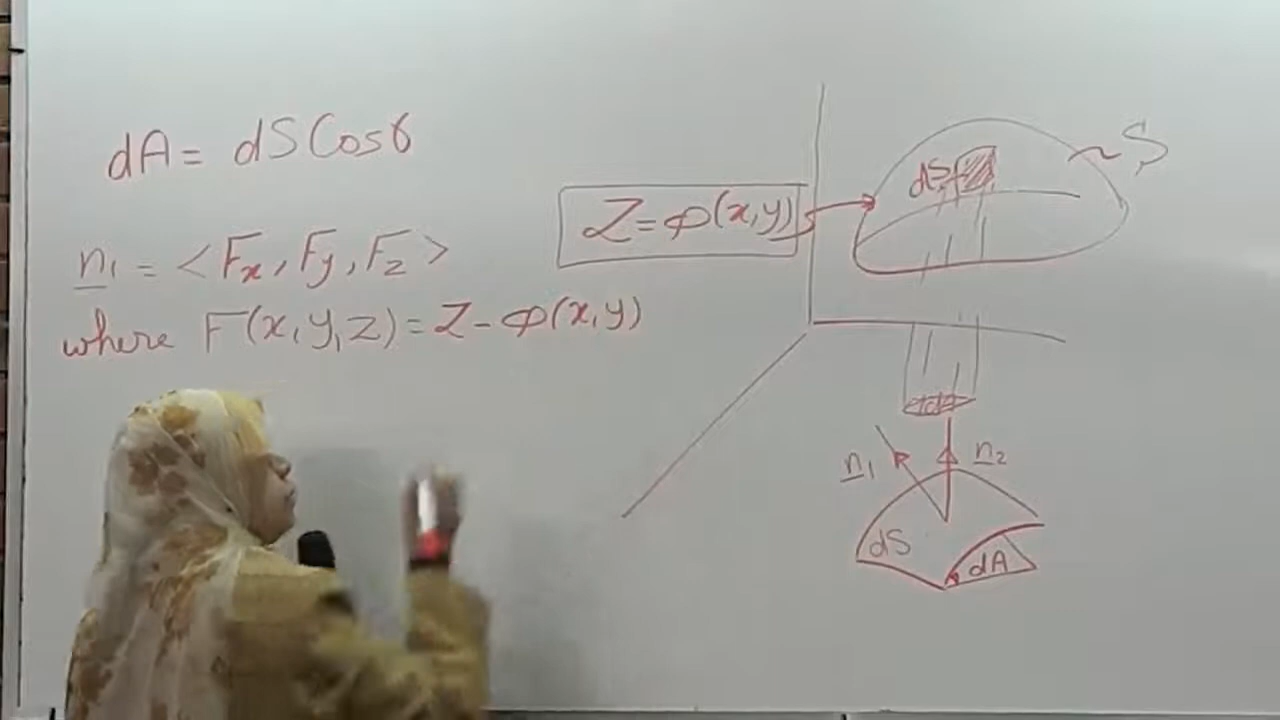 dA = dS Cos γ
n₁ = <Fx, Fy, Fz>
where F(x, y, z) = Z - φ(x, y)
Z = φ(x, y)
S
dS
n₁
n₂
dS
dA